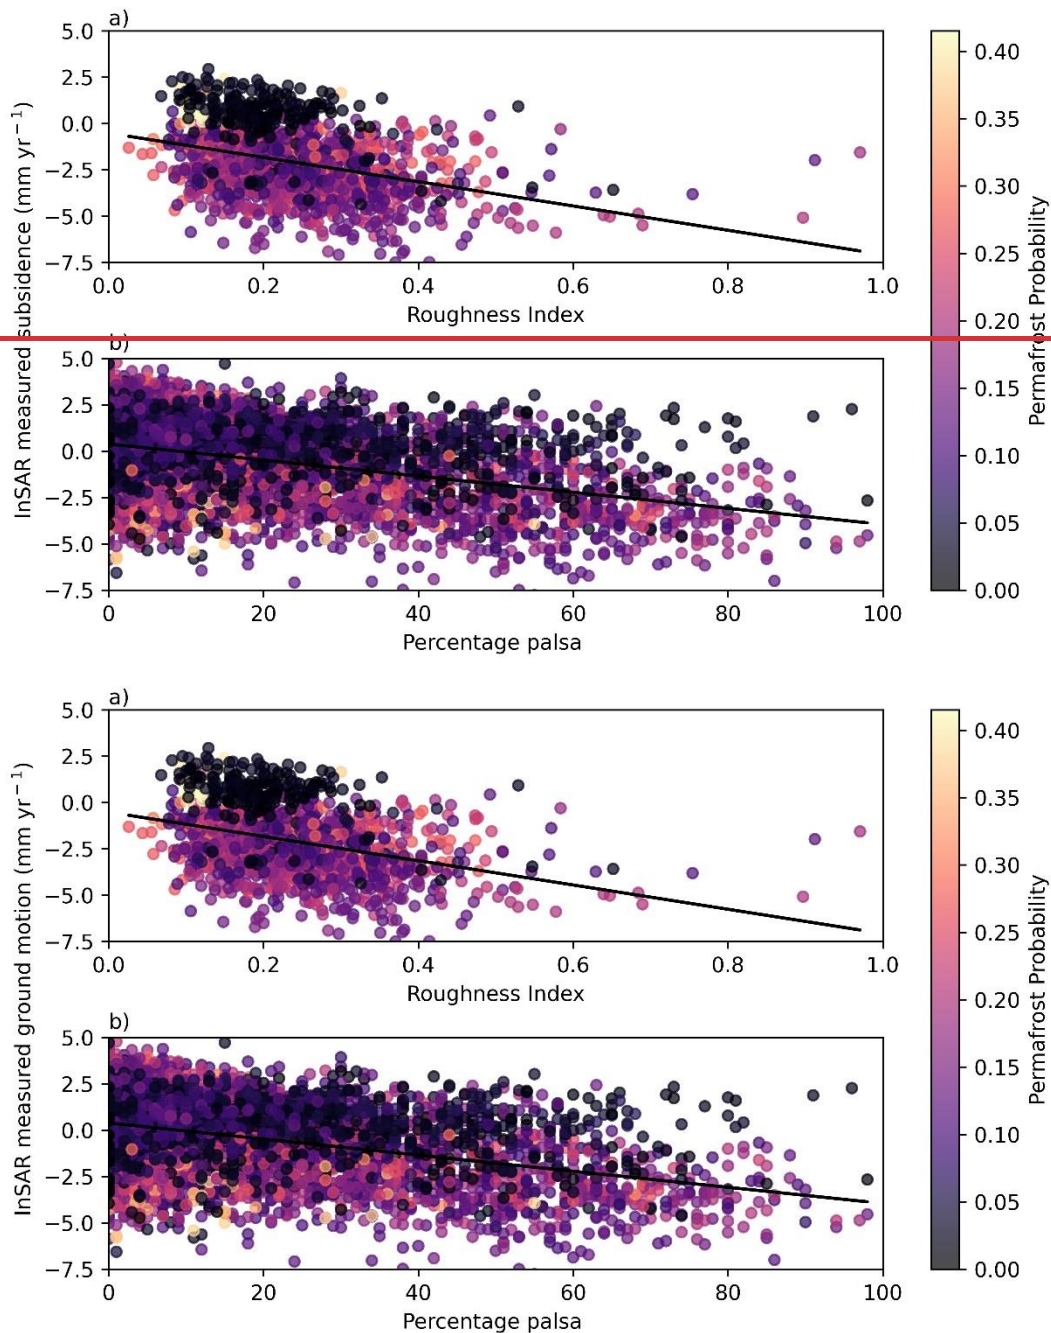 a)
5.0
2.5
0.0
−2.5
−5.0
−7.5
0.0 0.2 0.4 0.6 0.8 1.0
Roughness Index
b)
5.0
2.5
0.0
−2.5
−5.0
−7.5
0 20 40 60 80 100
Percentage palsa
InSAR measured subsidence (mm yr⁻¹)
0.40
0.35
0.30
0.25
0.20
0.15
0.10
0.05
0.00
Permafrost Probability
a)
5.0
2.5
0.0
−2.5
−5.0
−7.5
0.0 0.2 0.4 0.6 0.8 1.0
Roughness Index
b)
5.0
2.5
0.0
−2.5
−5.0
−7.5
0 20 40 60 80 100
Percentage palsa
InSAR measured ground motion (mm yr⁻¹)
0.40
0.35
0.30
0.25
0.20
0.15
0.10
0.05
0.00
Permafrost Probability